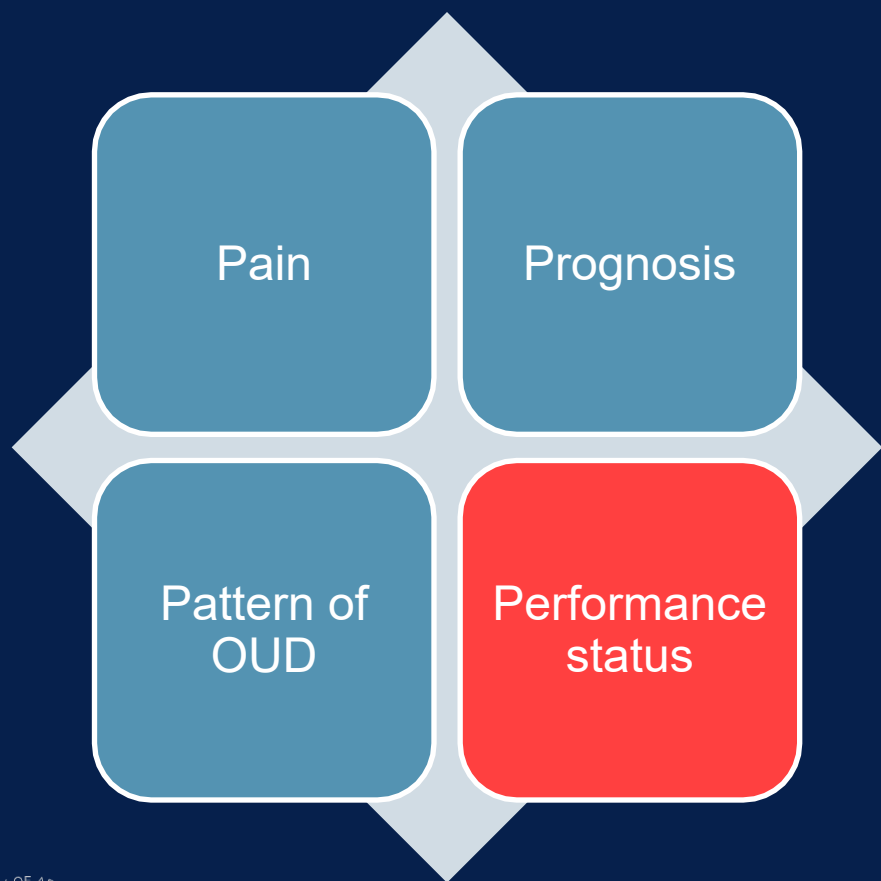 Pain
Prognosis
Pattern of
OUD
Performance
status